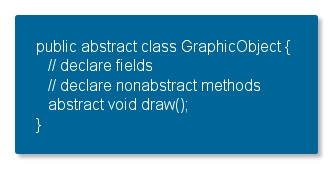 public abstract class GraphicObject {
// declare fields
// declare nonabstract methods
abstract void draw();
}